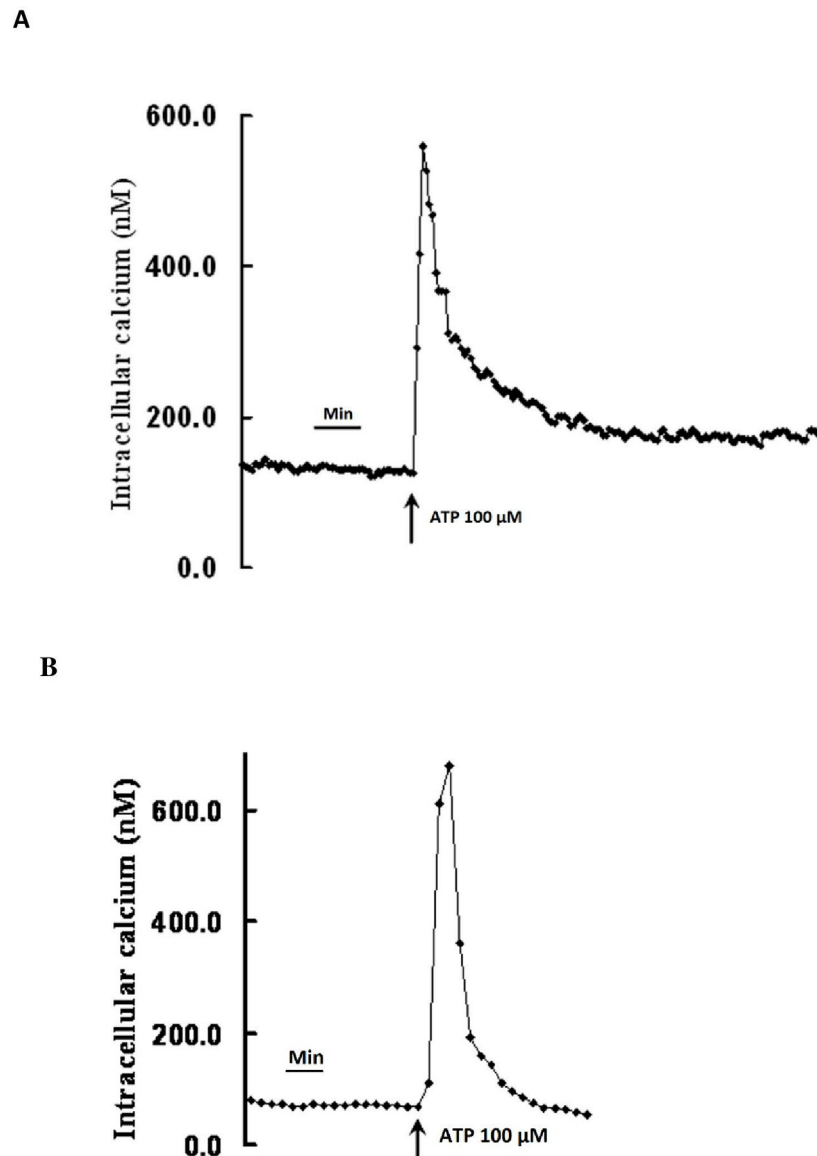 A
600.0
400.0
200.0
0.0
Intracellular calcium (nM)
Min
ATP 100 µM
B
600.0
400.0
200.0
0.0
Intracellular calcium (nM)
Min
ATP 100 µM